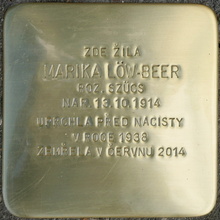 ZDE ŽILA
MARIKA LÖW-BEER
ROZ. SZÜCS
NAR. 13.10.1914
UPRCHLA PŘED NACISTY
V ROCE 1938
ZEMŘELA V ČERVNU 2014